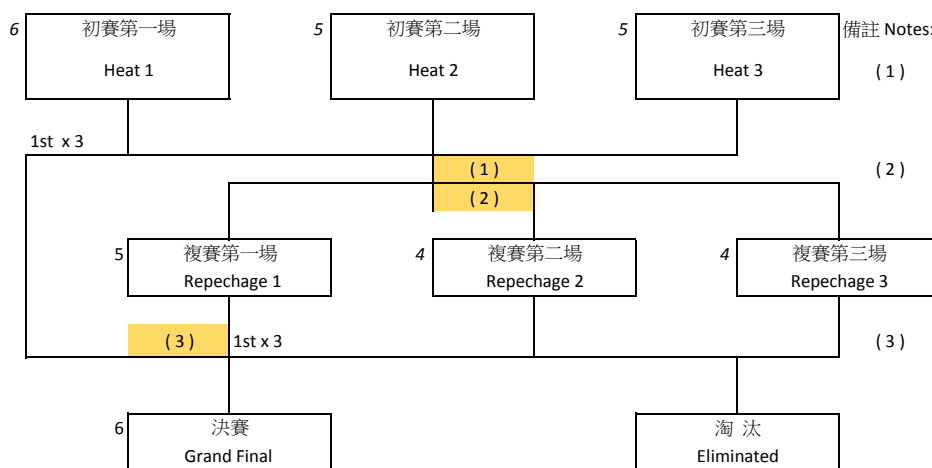 6 初賽第一場 5 初賽第二場 5 初賽第三場 備註 Notes:
Heat 1 Heat 2 Heat 3 ( 1 )
1st x 3
( 1 ) ( 2 )
( 2 )
5 複賽第一場 4 複賽第二場 4 複賽第三場
Repechage 1 Repechage 2 Repechage 3
( 3 ) 1st x 3 ( 3 )
6 決賽 淘 汰
Grand Final Eliminated